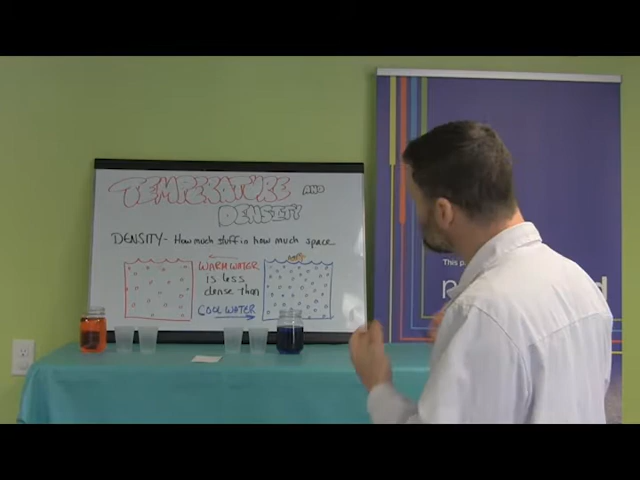 TEMPERATURE AND
DENSITY
DENSITY - How much stuff in how much space
WARM WATER
is less
dense than
COOL WATER
This p